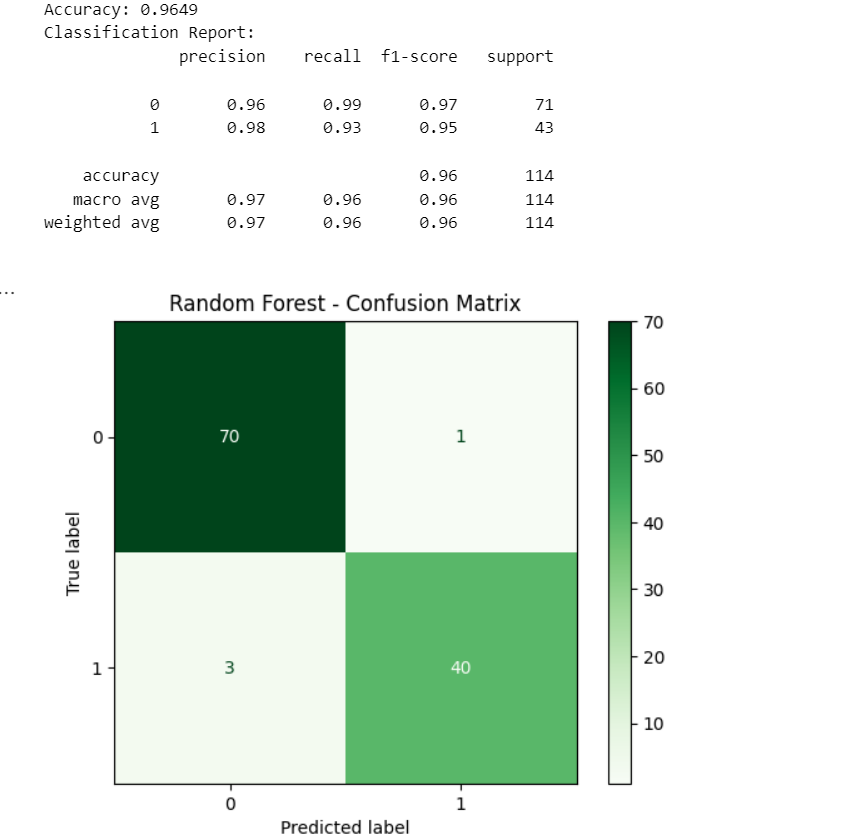 Accuracy: 0.9649
Classification Report:
precision recall f1-score support
0 0.96 0.99 0.97 71
1 0.98 0.93 0.95 43
accuracy 0.96 114
macro avg 0.97 0.96 0.96 114
weighted avg 0.97 0.96 0.96 114
...
Random Forest - Confusion Matrix
70
60
50
40
30
20
10
True label
0
70 1
1
3 40
0 1
Predicted label